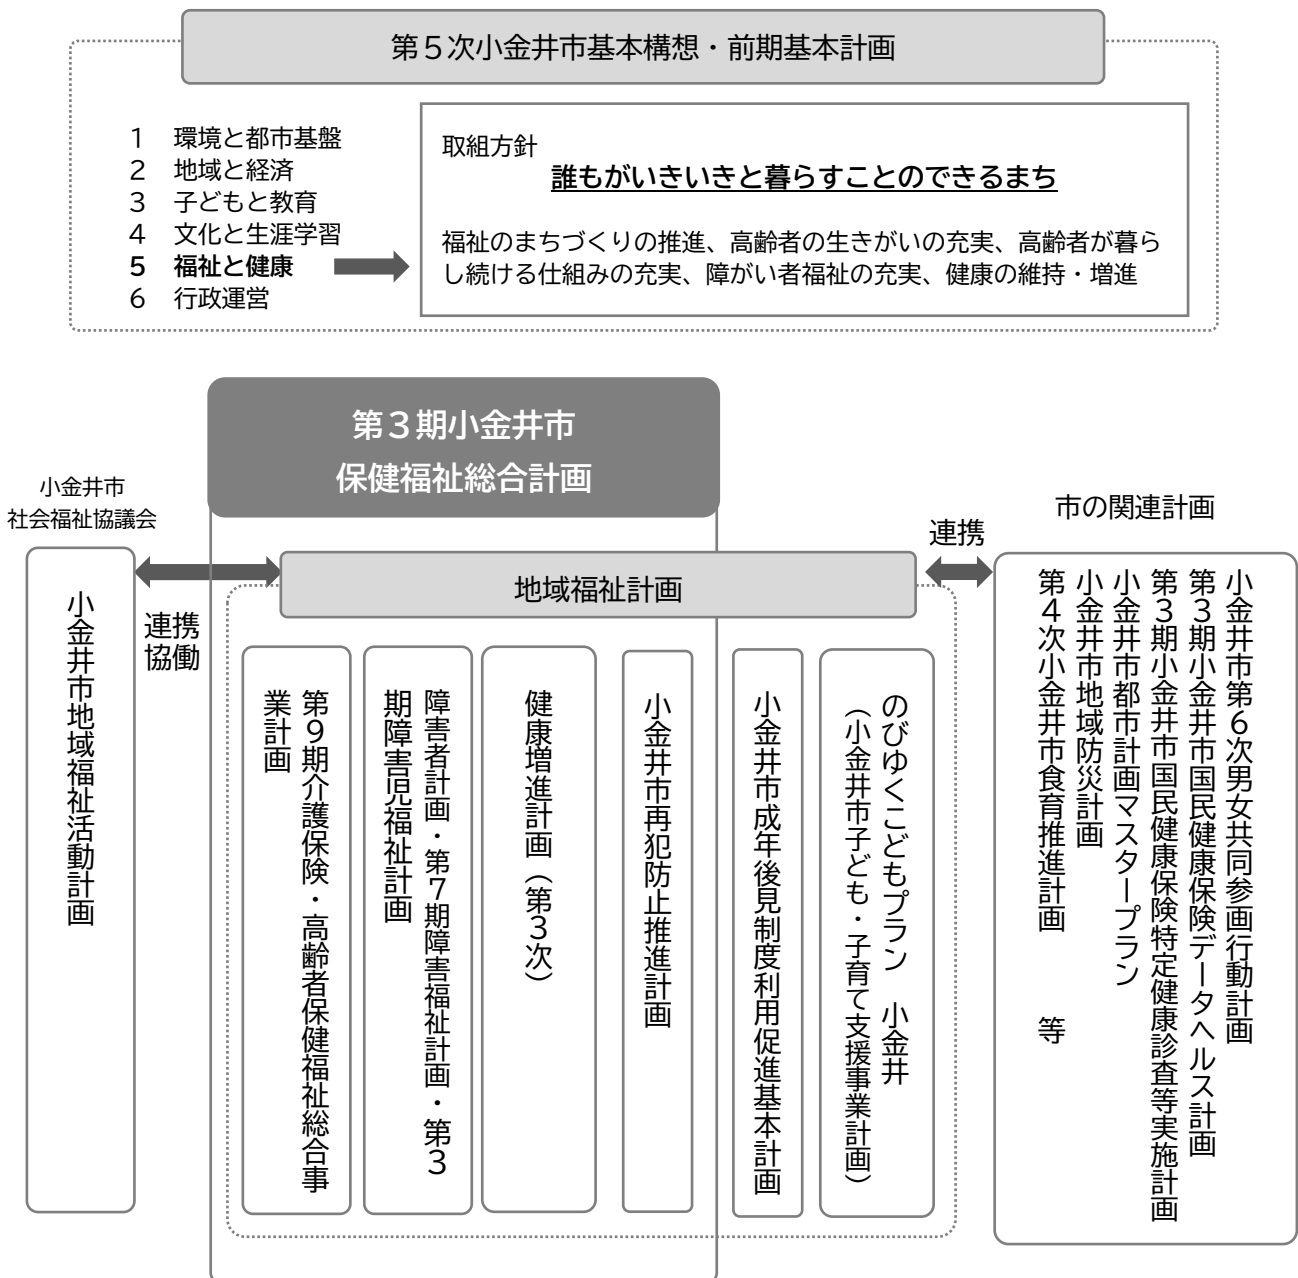 第５次小金井市基本構想・前期基本計画
1 環境と都市基盤
2 地域と経済
3 子どもと教育
4 文化と生涯学習
5 福祉と健康
6 行政運営
取組方針
誰もがいきいきと暮らすことのできるまち
福祉のまちづくりの推進、高齢者の生きがいの充実、高齢者が暮ら
し続ける仕組みの充実、障がい者福祉の充実、健康の維持・増進
第３期小金井市
保健福祉総合計画
小金井市
社会福祉協議会
小金井市地域福祉活動計画
連携
協働
地域福祉計画
第９期介護保険・高齢者保健福祉総合事
業計画
障害者計画・第７期障害福祉計画・第３
期障害児福祉計画
健康増進計画（第３次）
小金井市再犯防止推進計画
小金井市成年後見制度利用促進基本計画
のびゆくこどもプラン　小金井
（小金井市子ども・子育て支援事業計画）
連携
市の関連計画
小金井市第６次男女共同参画行動計画
第３期小金井市国民健康保険データヘルス計画
第３期小金井市国民健康保険特定健康診査等実施計画
小金井市都市計画マスタープラン
小金井市地域防災計画
第４次小金井市食育推進計画　等